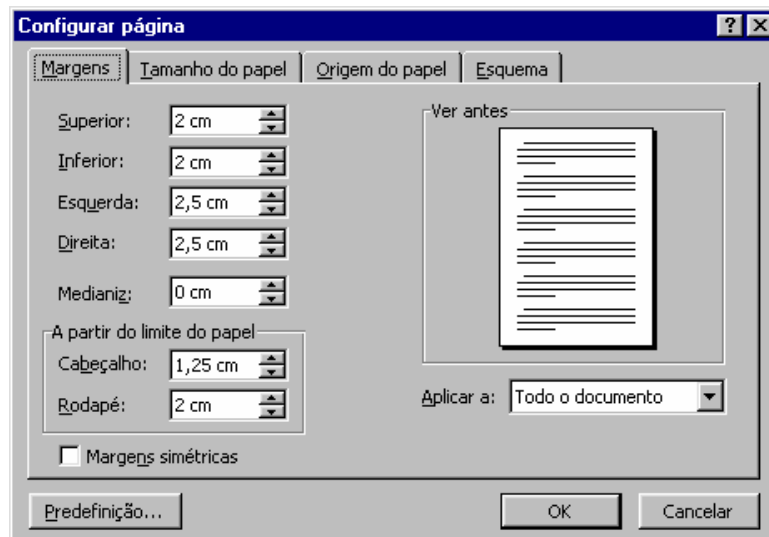 Configurar página
Margens Tamanho do papel Origem do papel Esquema
Superior: 2 cm
Inferior: 2 cm
Esquerda: 2,5 cm
Direita: 2,5 cm
Medianiz: 0 cm
A partir do limite do papel
Cabeçalho: 1,25 cm
Rodapé: 2 cm
Margens simétricas
Ver antes
Aplicar a: Todo o documento
Predefinição... OK Cancelar